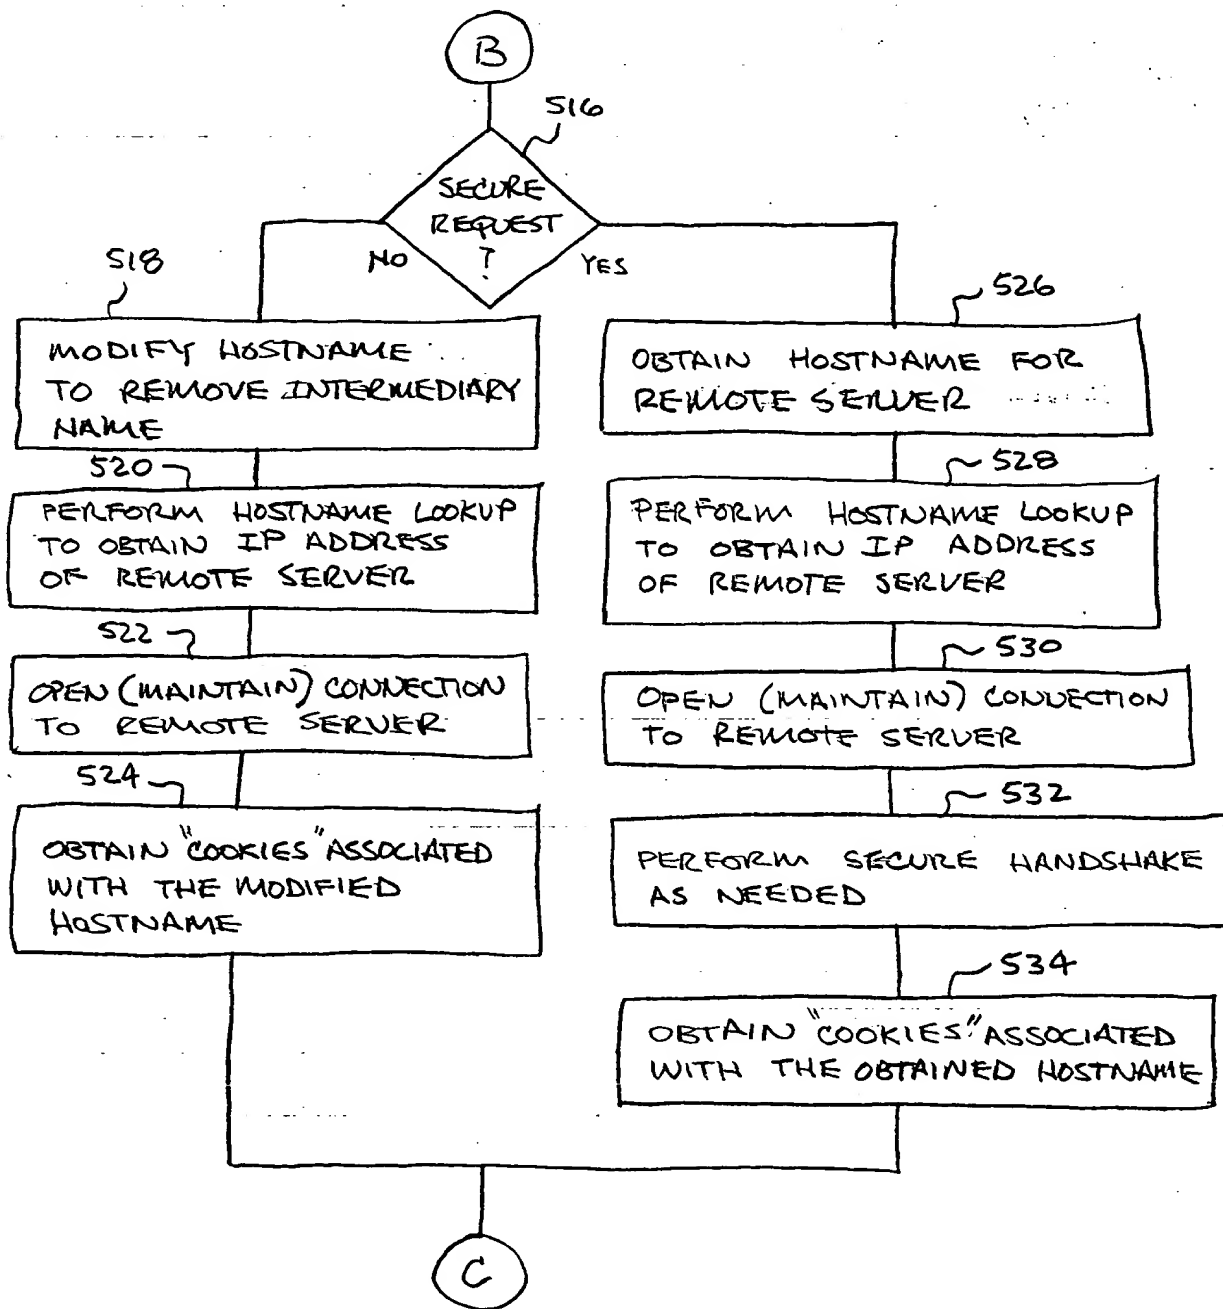 B
516
SECURE
REQUEST
?
NO
YES
518
MODIFY HOSTNAME
TO REMOVE INTERMEDIARY
NAME
520
PERFORM HOSTNAME LOOKUP
TO OBTAIN IP ADDRESS
OF REMOTE SERVER
522
OPEN (MAINTAIN) CONNECTION
TO REMOTE SERVER
524
OBTAIN "COOKIES" ASSOCIATED
WITH THE MODIFIED
HOSTNAME
526
OBTAIN HOSTNAME FOR
REMOTE SERVER
528
PERFORM HOSTNAME LOOKUP
TO OBTAIN IP ADDRESS
OF REMOTE SERVER
530
OPEN (MAINTAIN) CONNECTION
TO REMOTE SERVER
532
PERFORM SECURE HANDSHAKE
AS NEEDED
534
OBTAIN "COOKIES" ASSOCIATED
WITH THE OBTAINED HOSTNAME
C